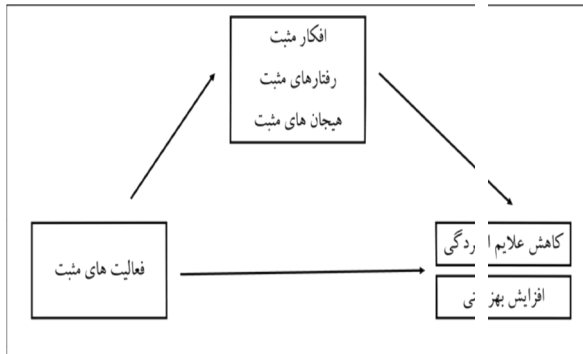 افکار مثبت
رفتارهای مثبت
هیجان های مثبت
فعالیت های مثبت
کاهش علایم
افزایش